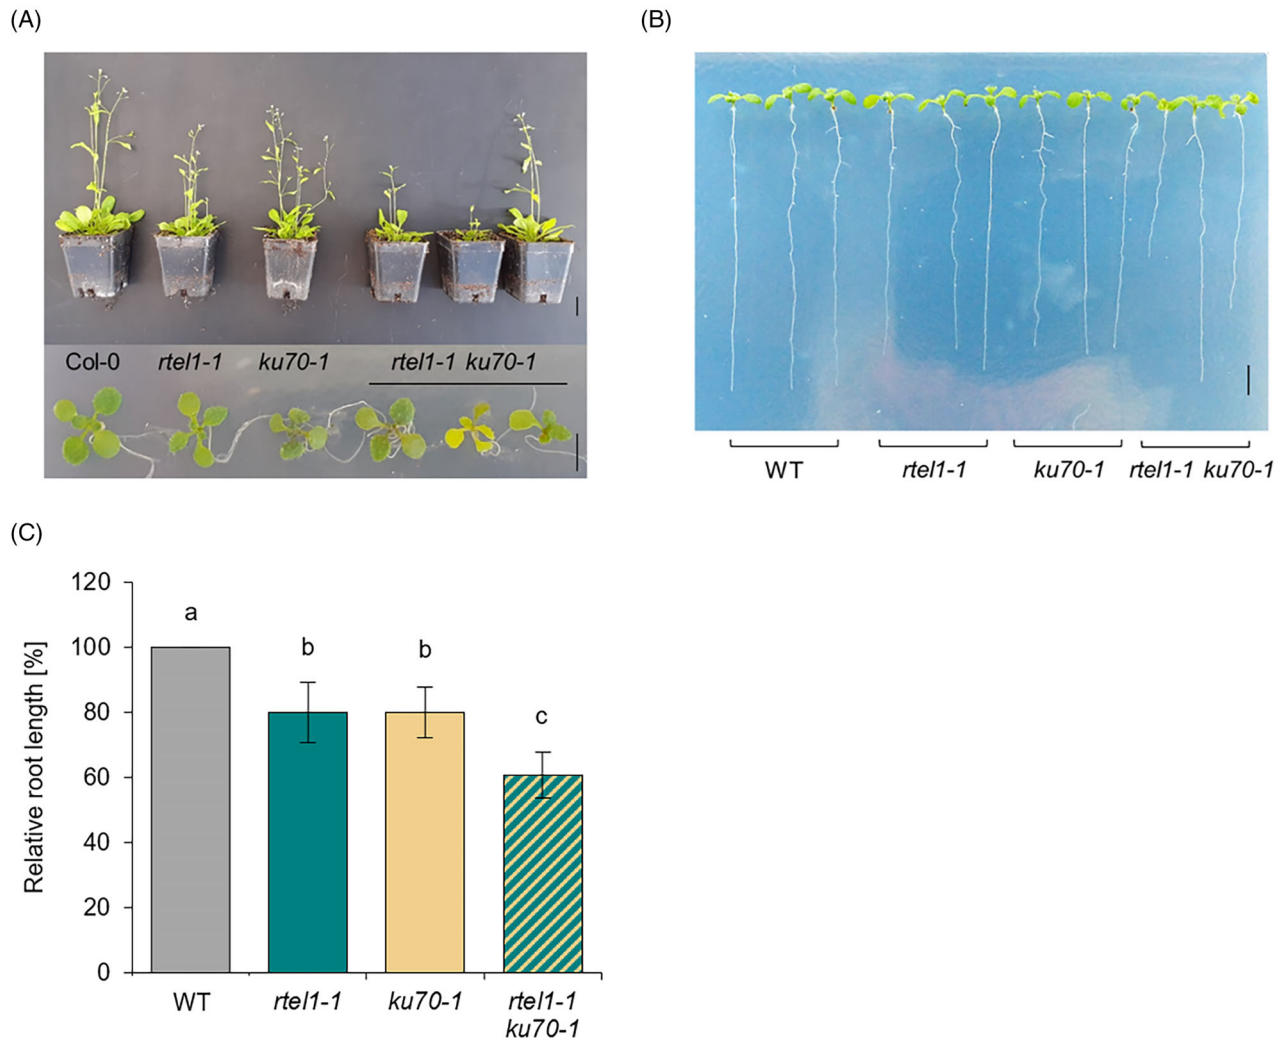 (A)
(B)
Col-0 rtel1-1 ku70-1 rtel1-1 ku70-1
WT rtel1-1 ku70-1 rtel1-1 ku70-1
(C)
Relative root length [%]
120
100
80
60
40
20
0
a
b
b
c
WT rtel1-1 ku70-1 rtel1-1
ku70-1